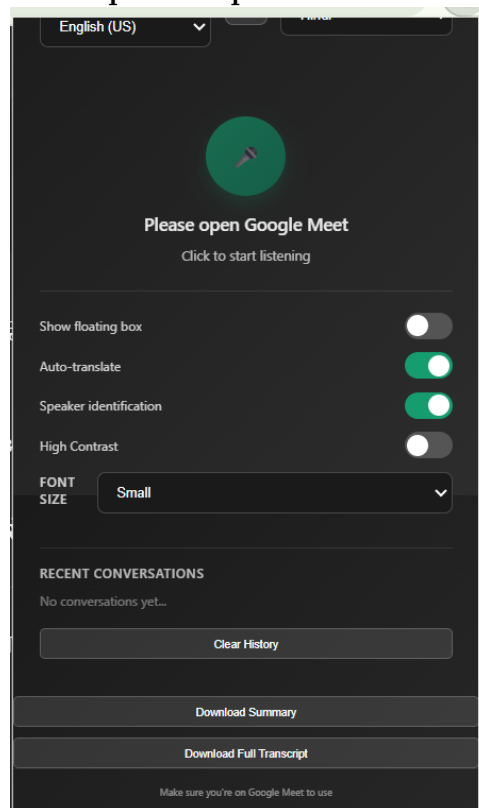 English (US)
Please open Google Meet
Click to start listening
Show floating box
Auto-translate
Speaker identification
High Contrast
FONT
SIZE
Small
RECENT CONVERSATIONS
No conversations yet...
Clear History
Download Summary
Download Full Transcript
Make sure you're on Google Meet to use